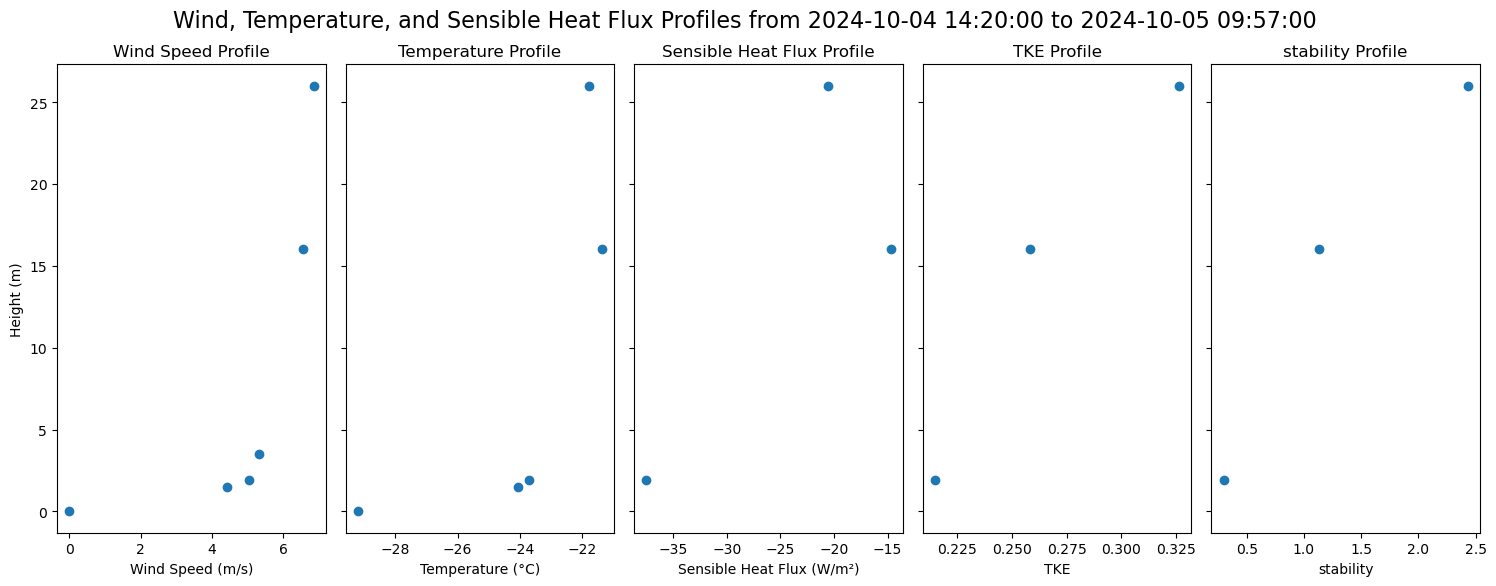 Wind, Temperature, and Sensible Heat Flux Profiles from 2024-10-04 14:20:00 to 2024-10-05 09:57:00
Wind Speed Profile
Temperature Profile
Sensible Heat Flux Profile
TKE Profile
stability Profile
25
20
15
10
5
0
Height (m)
0 2 4 6
−28 −26 −24 −22
−35 −30 −25 −20 −15
0.225 0.250 0.275 0.300 0.325
0.5 1.0 1.5 2.0 2.5
Wind Speed (m/s)
Temperature (°C)
Sensible Heat Flux (W/m²)
TKE
stability